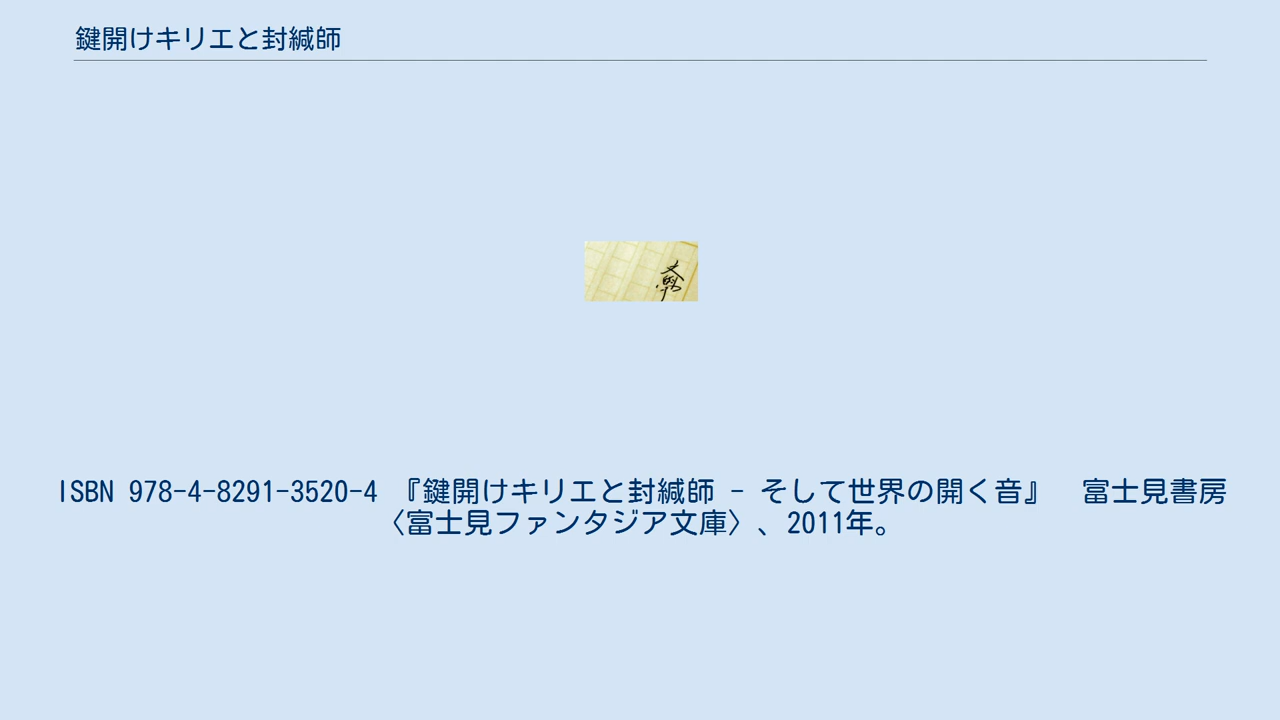 鍵開けキリエと封緘師
ISBN 978-4-8291-3520-4 『鍵開けキリエと封緘師 - そして世界の開く音』　富士見書房
〈富士見ファンタジア文庫〉、2011年。